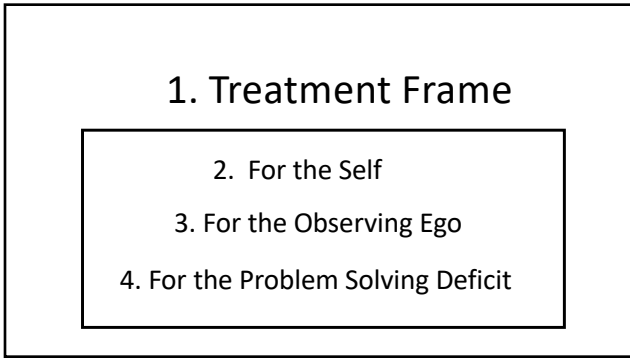 1. Treatment Frame
2. For the Self
3. For the Observing Ego
4. For the Problem Solving Deficit